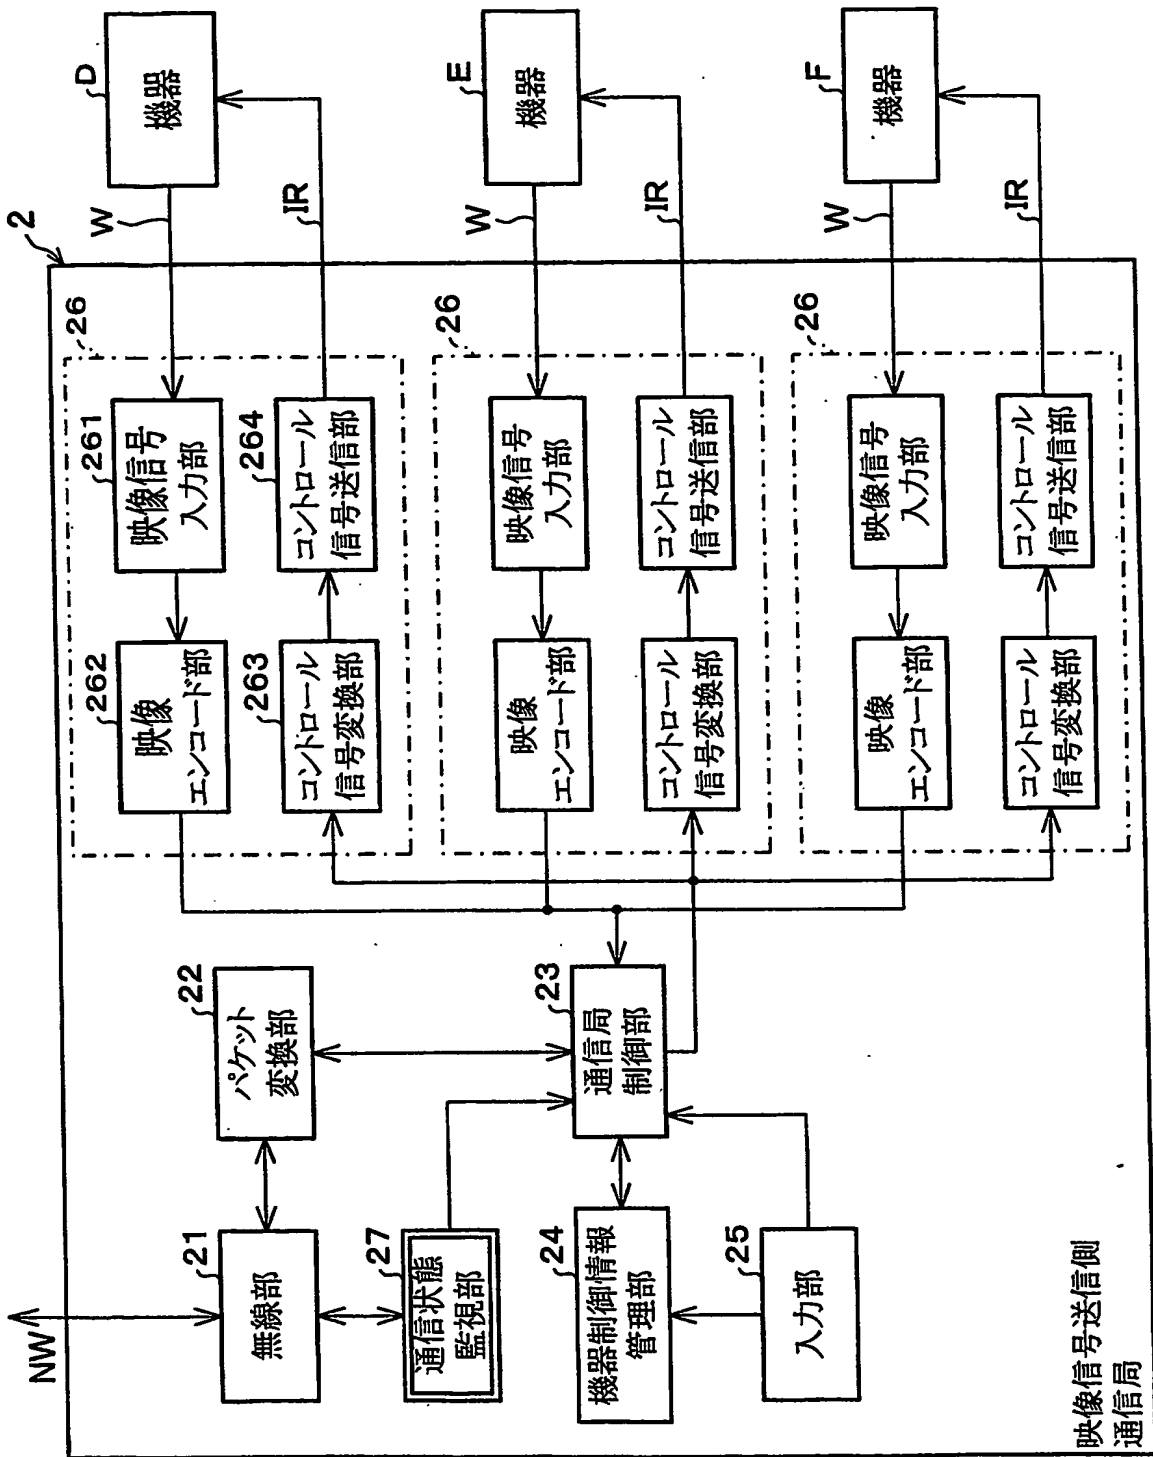 NW
2
21
無線部
22
パケット
変換部
27
通信状態
監視部
23
通信局
制御部
24
機器制御情報
管理部
25
入力部
26
262
映像
エンコード部
261
映像信号
入力部
263
コントロール
信号変換部
264
コントロール
信号送信部
W
IR
D
機器
26
映像
エンコード部
映像信号
入力部
コントロール
信号変換部
コントロール
信号送信部
W
IR
E
機器
26
映像
エンコード部
映像信号
入力部
コントロール
信号変換部
コントロール
信号送信部
W
IR
F
機器
映像信号送信側
通信局